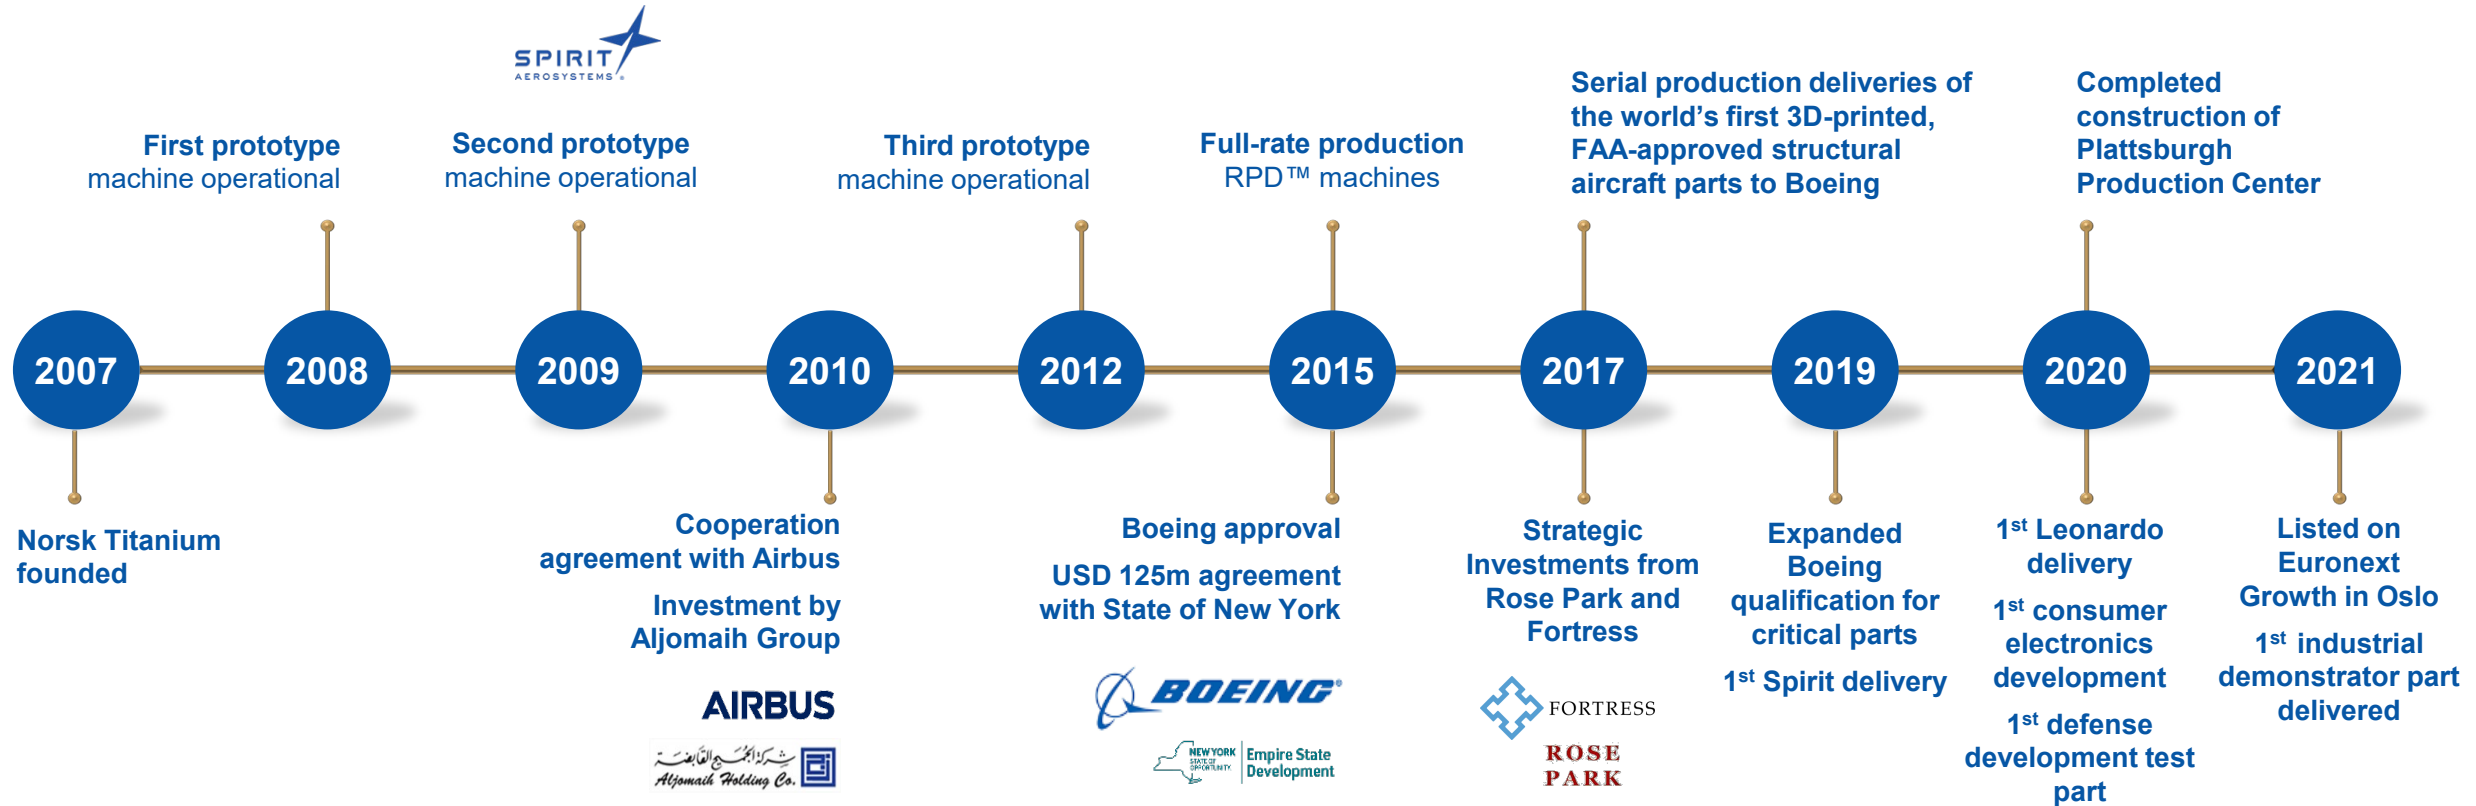 SPIRIT
AEROSYSTEMS®
First prototype
machine operational
Second prototype
machine operational
Third prototype
machine operational
Full-rate production
RPD™ machines
Serial production deliveries of
the world’s first 3D-printed,
FAA-approved structural
aircraft parts to Boeing
Completed
construction of
Plattsburgh
Production Center
2007
2008
2009
2010
2012
2015
2017
2019
2020
2021
Norsk Titanium
founded
Cooperation
agreement with Airbus
Investment by
Aljomaih Group
AIRBUS
شركة الجميح القابضة
Aljomaih Holding Co.
Boeing approval
USD 125m agreement
with State of New York
BOEING®
NEW YORK
STATE OF
OPPORTUNITY.
Empire State
Development
Strategic
Investments from
Rose Park and
Fortress
FORTRESS
ROSE
PARK
Expanded
Boeing
qualification for
critical parts
1st Spirit delivery
1st Leonardo
delivery
1st consumer
electronics
development
1st defense
development test
part
Listed on
Euronext
Growth in Oslo
1st industrial
demonstrator part
delivered